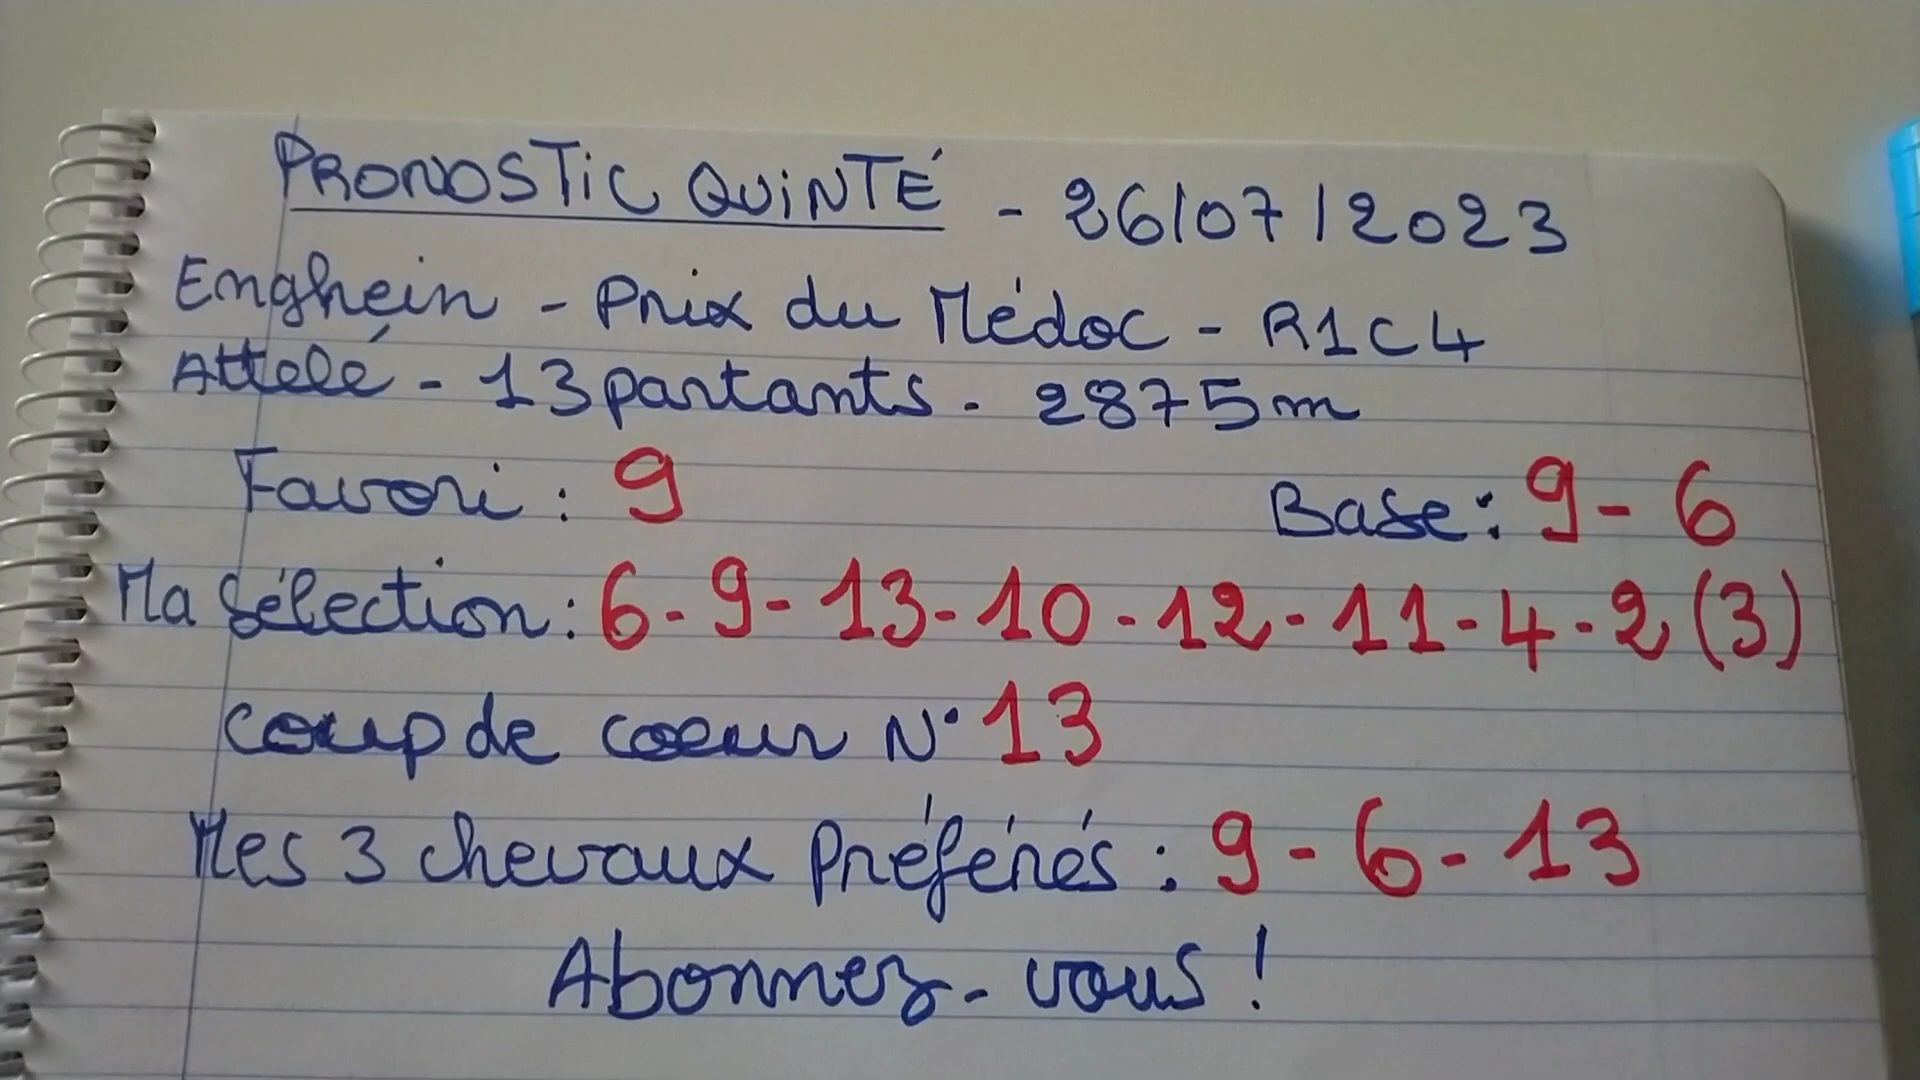 PRONOSTIC QUINTÉ - 26/07/2023
Enghein - Prix du Médoc - R1C4
Attelé - 13 partants - 2875m
Favori : 9 Base : 9 - 6
Ma Sélection : 6 - 9 - 13 - 10 - 12 - 11 - 4 - 2 (3)
coup de coeur N° 13
Mes 3 chevaux Préférés : 9 - 6 - 13
Abonnez-vous !